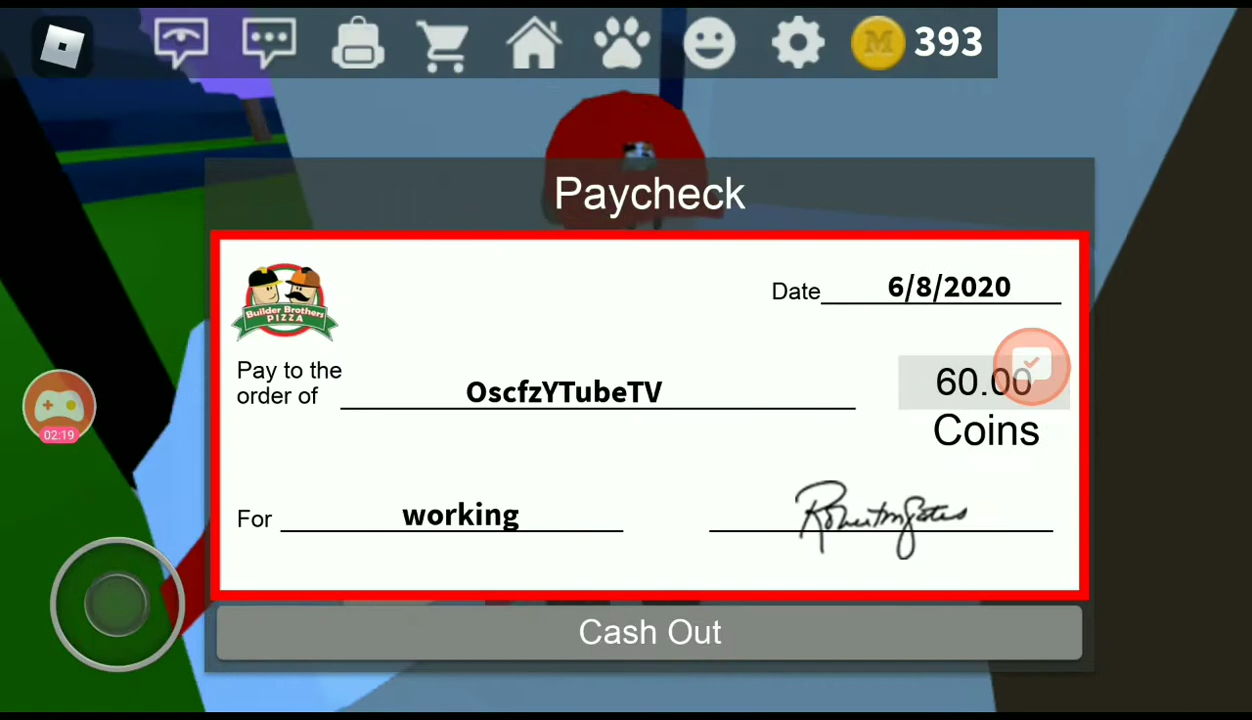 M 393
Paycheck
Builder Brothers
PIZZA
Date 6/8/2020
Pay to the
order of OscfzYTubeTV
60.00
Coins
For working
Robertmgates
02:19
Cash Out